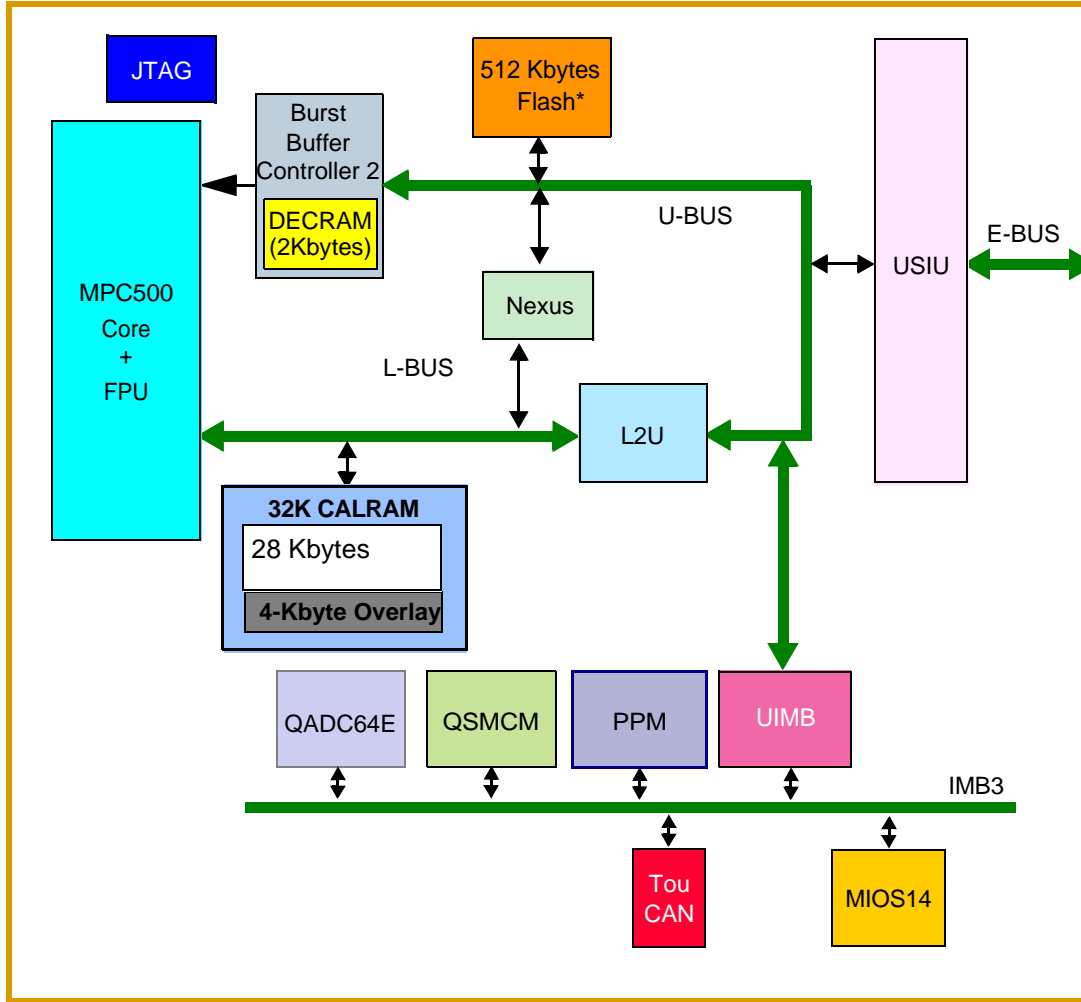 JTAG
512 Kbytes
Flash*
Burst
Buffer
Controller 2
DECRAM
(2Kbytes)
U-BUS
E-BUS
USIU
MPC500
Core
+
FPU
Nexus
L-BUS
L2U
32K CALRAM
28 Kbytes
4-Kbyte Overlay
QADC64E
QSMCM
PPM
UIMB
IMB3
Tou
CAN
MIOS14